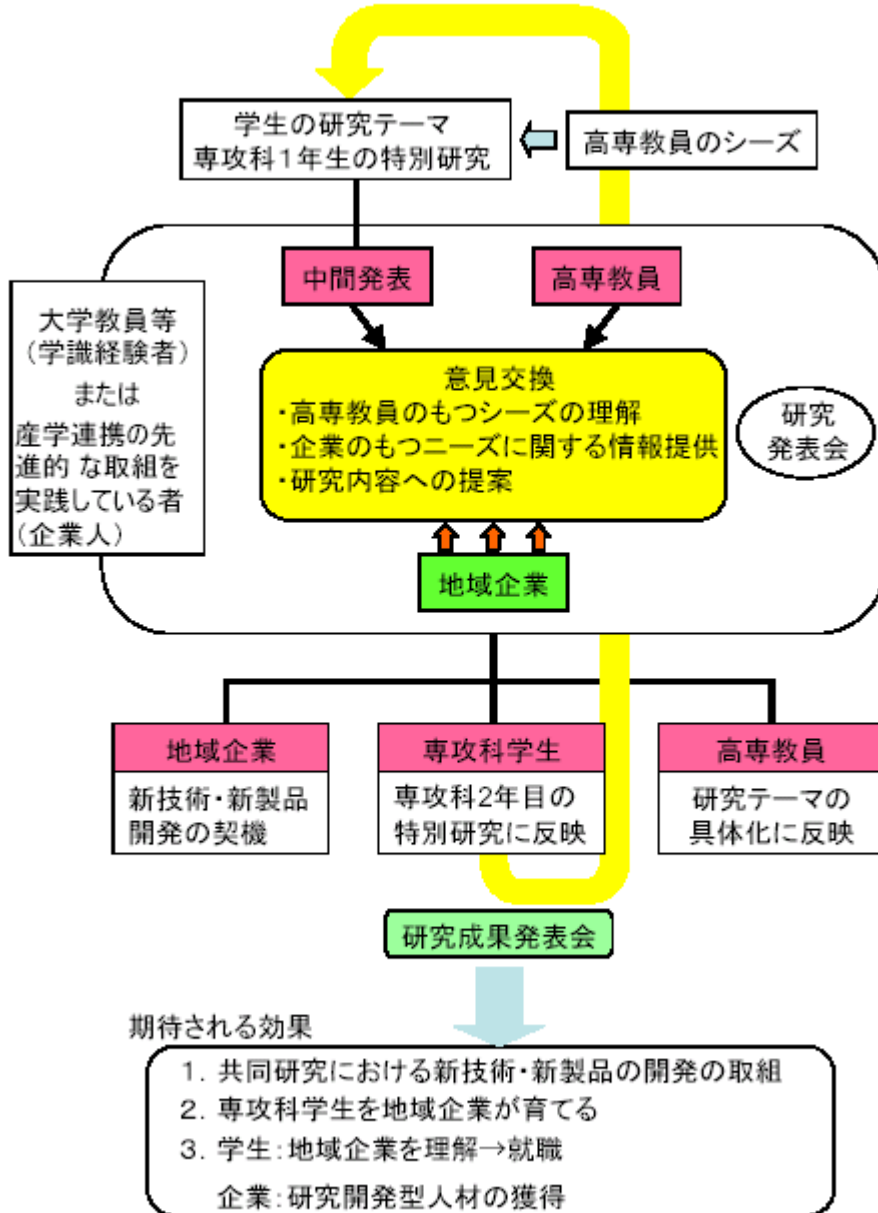 学生の研究テーマ
専攻科1年生の特別研究
高専教員のシーズ
中間発表
高専教員
大学教員等
（学識経験者）
または
産学連携の先
進的 な取組を
実践している者
（企業人）
意見交換
・高専教員のもつシーズの理解
・企業のもつニーズに関する情報提供
・研究内容への提案
研究
発表会
地域企業
地域企業
新技術・新製品
開発の契機
専攻科学生
専攻科2年目の
特別研究に反映
高専教員
研究テーマの
具体化に反映
研究成果発表会
期待される効果
1. 共同研究における新技術・新製品の開発の取組
2. 専攻科学生を地域企業が育てる
3. 学生：地域企業を理解→就職
企業：研究開発型人材の獲得